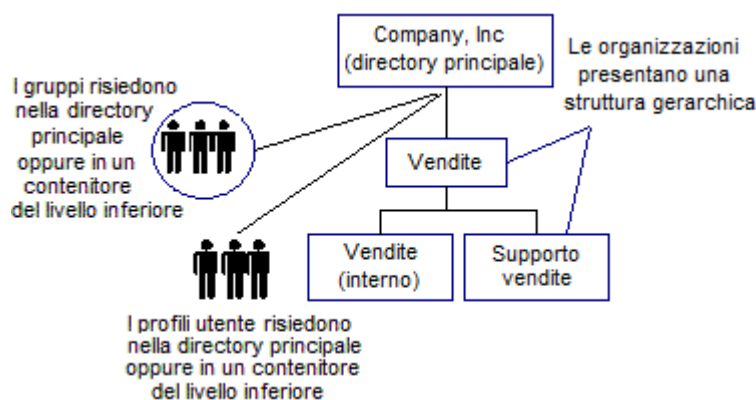 Company, Inc
(directory principale)
Le organizzazioni
presentano una
struttura gerarchica
I gruppi risiedono
nella directory
principale
oppure in un
contenitore
del livello inferiore
Vendite
Vendite
(interno)
Supporto
vendite
I profili utente risiedono
nella directory principale
oppure in un contenitore
del livello inferiore